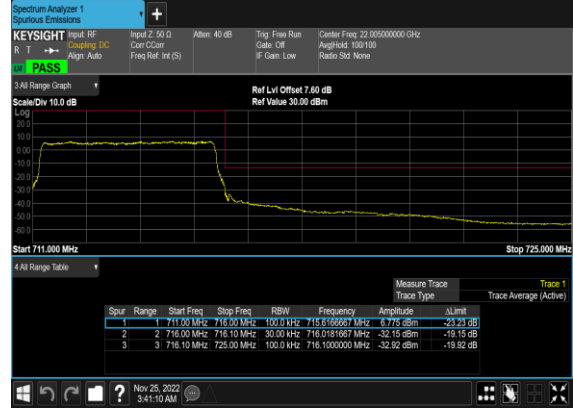 Spectrum Analyzer 1
Spurious Emissions
KEYSIGHT Input: RF Input Z: 50 Ω Atten: 40 dB Trig: Free Run Center Freq: 22.005000000 GHz
R T Coupling: DC Corr CCorr Gate: Off Avg|Hold: 100/100
Align: Auto Freq Ref: Int (S) IF Gain: Low Radio Std: None
PASS
3 All Range Graph
Ref Lvl Offset 7.60 dB
Scale/Div 10.0 dB Ref Value 30.00 dBm
Log
20.0
10.0
0.00
-10.0
-20.0
-30.0
-40.0
-50.0
-60.0
Start 711.000 MHz Stop 725.000 MHz
4 All Range Table
Measure Trace Trace 1
Trace Type Trace Average (Active)
Spur Range Start Freq Stop Freq RBW Frequency Amplitude ΔLimit
1 1 711.00 MHz 716.00 MHz 100.0 kHz 715.6166667 MHz 6.775 dBm -23.23 dB
2 2 716.00 MHz 716.10 MHz 30.00 kHz 716.0181667 MHz -32.15 dBm -19.15 dB
3 3 716.10 MHz 725.00 MHz 100.0 kHz 716.1000000 MHz -32.92 dBm -19.92 dB
Nov 25, 2022
3:41:10 AM